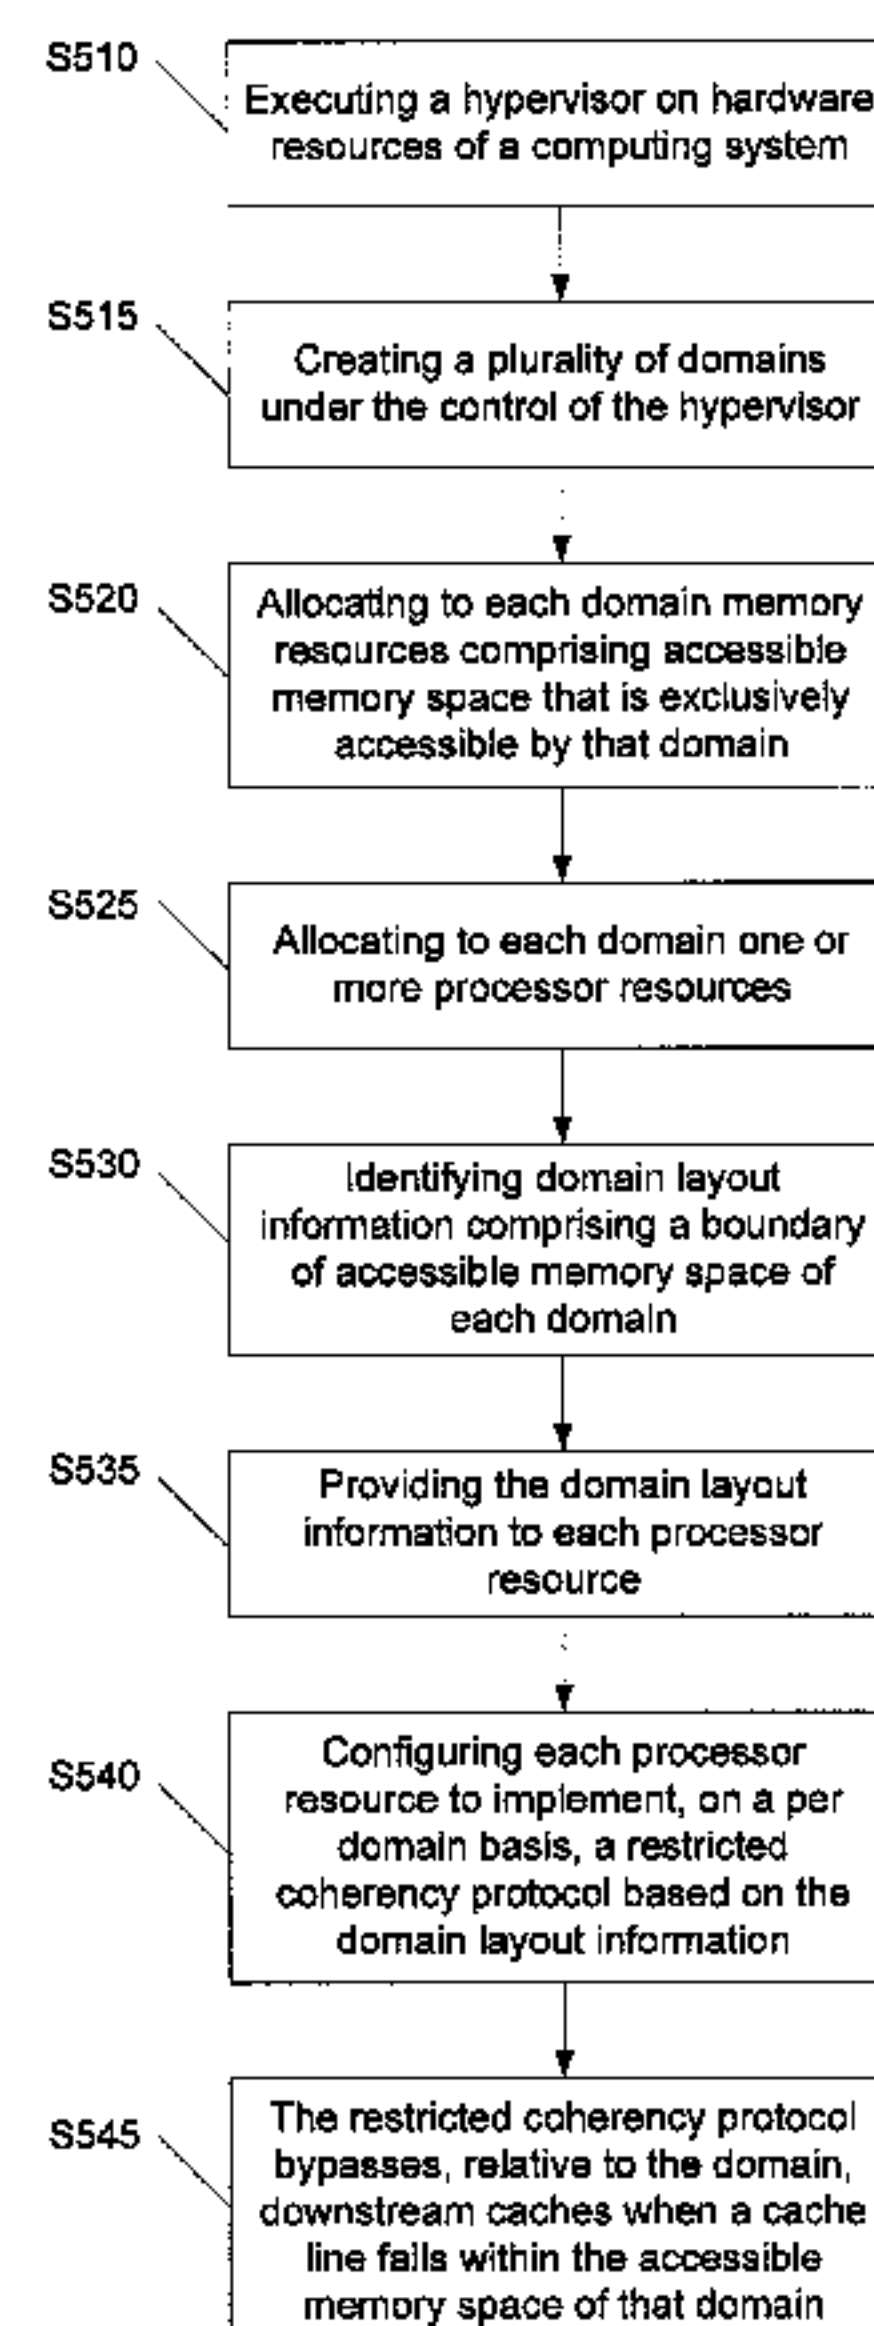 S510
Executing a hypervisor on hardware
resources of a computing system
S515
Creating a plurality of domains
under the control of the hypervisor
S520
Allocating to each domain memory
resources comprising accessible
memory space that is exclusively
accessible by that domain
S525
Allocating to each domain one or
more processor resources
S530
Identifying domain layout
information comprising a boundary
of accessible memory space of
each domain
S535
Providing the domain layout
information to each processor
resource
S540
Configuring each processor
resource to implement, on a per
domain basis, a restricted
coherency protocol based on the
domain layout information
S545
The restricted coherency protocol
bypasses, relative to the domain,
downstream caches when a cache
line falls within the accessible
memory space of that domain